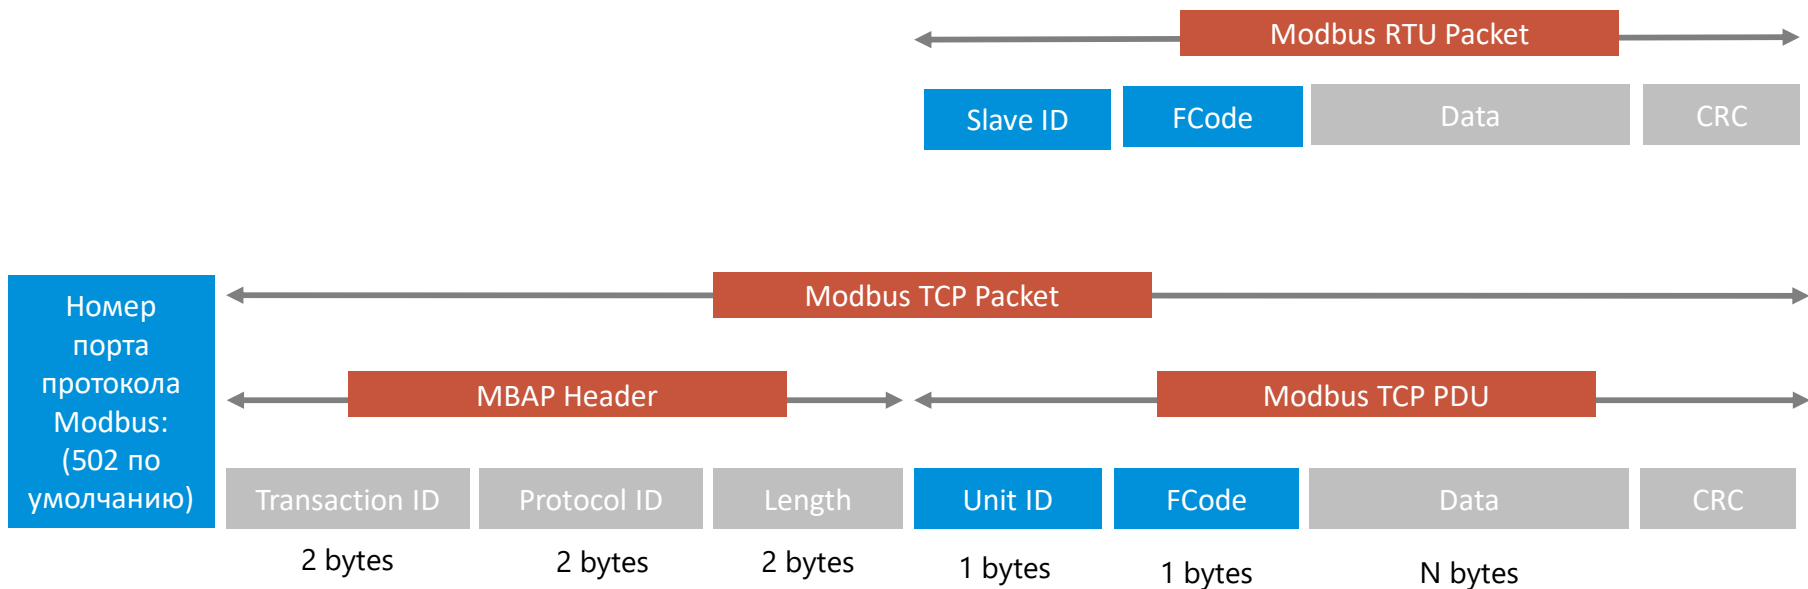 Modbus RTU Packet
Slave ID
FCode
Data
CRC
Номер
порта
протокола
Modbus:
(502 по
умолчанию)
Modbus TCP Packet
MBAP Header
Modbus TCP PDU
Transaction ID
Protocol ID
Length
Unit ID
FCode
Data
CRC
2 bytes
2 bytes
2 bytes
1 bytes
1 bytes
N bytes